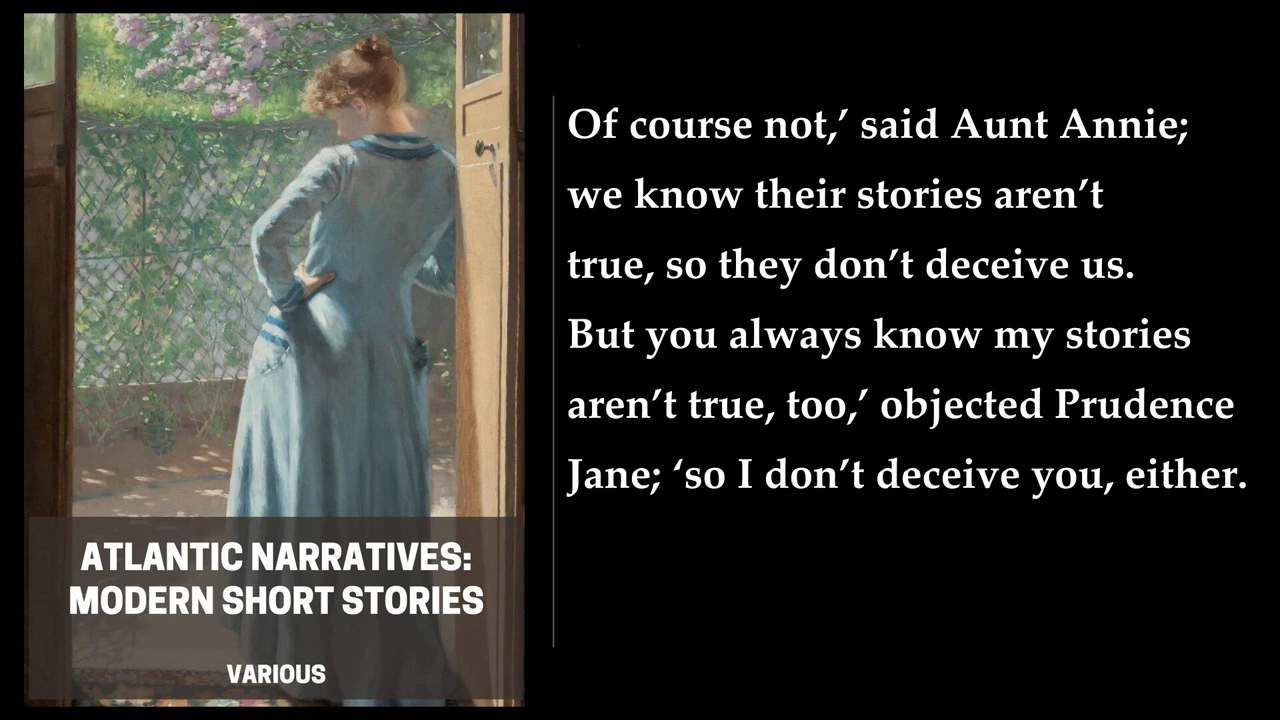 Of course not,’ said Aunt Annie;
we know their stories aren’t
true, so they don’t deceive us.
But you always know my stories
aren’t true, too,’ objected Prudence
Jane; ‘so I don’t deceive you, either.
ATLANTIC NARRATIVES:
MODERN SHORT STORIES
VARIOUS